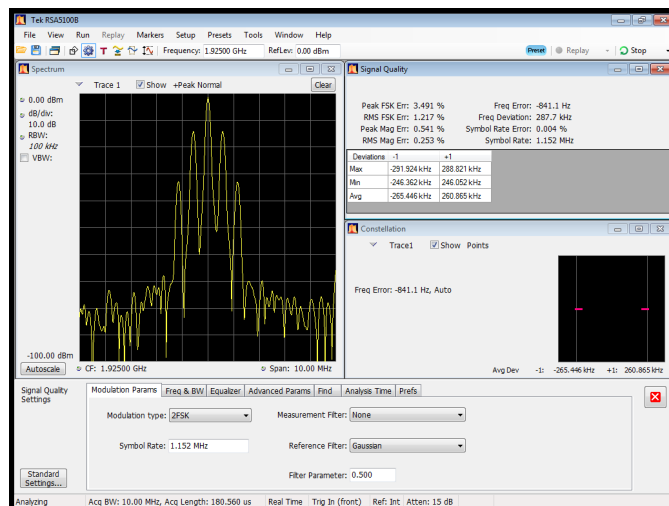 Tek RSA5100B
File View Run Replay Markers Setup Presets Tools Window Help
Frequency: 1.92500 GHz RefLev: 0.00 dBm Preset Replay Stop
Spectrum
Trace 1 Show +Peak Normal Clear
0.00 dBm
dB/div:
10.0 dB
RBW:
100 kHz
VBW:
-100.00 dBm
Autoscale CF: 1.92500 GHz Span: 10.00 MHz
Signal Quality
Peak FSK Err: 3.491 % Freq Error: -841.1 Hz
RMS FSK Err: 1.217 % Freq Deviation: 287.7 kHz
Peak Mag Err: 0.541 % Symbol Rate Error: 0.004 %
RMS Mag Err: 0.253 % Symbol Rate: 1.152 MHz
Deviations -1 +1
Max -291.924 kHz 288.821 kHz
Min -246.362 kHz 246.052 kHz
Avg -265.446 kHz 260.865 kHz
Constellation
Trace1 Show Points
Freq Error: -841.1 Hz, Auto
Avg Dev -1: -265.446 kHz +1: 260.865 kHz
Signal Quality
Settings
Modulation Params Freq & BW Equalizer Advanced Params Find Analysis Time Prefs
Modulation type: 2FSK Measurement Filter: None
Symbol Rate: 1.152 MHz Reference Filter: Gaussian
Filter Parameter: 0.500
Standard
Settings...
Analyzing Acq BW: 10.00 MHz, Acq Length: 180.560 us Real Time Trig In (front) Ref: Int Atten: 15 dB